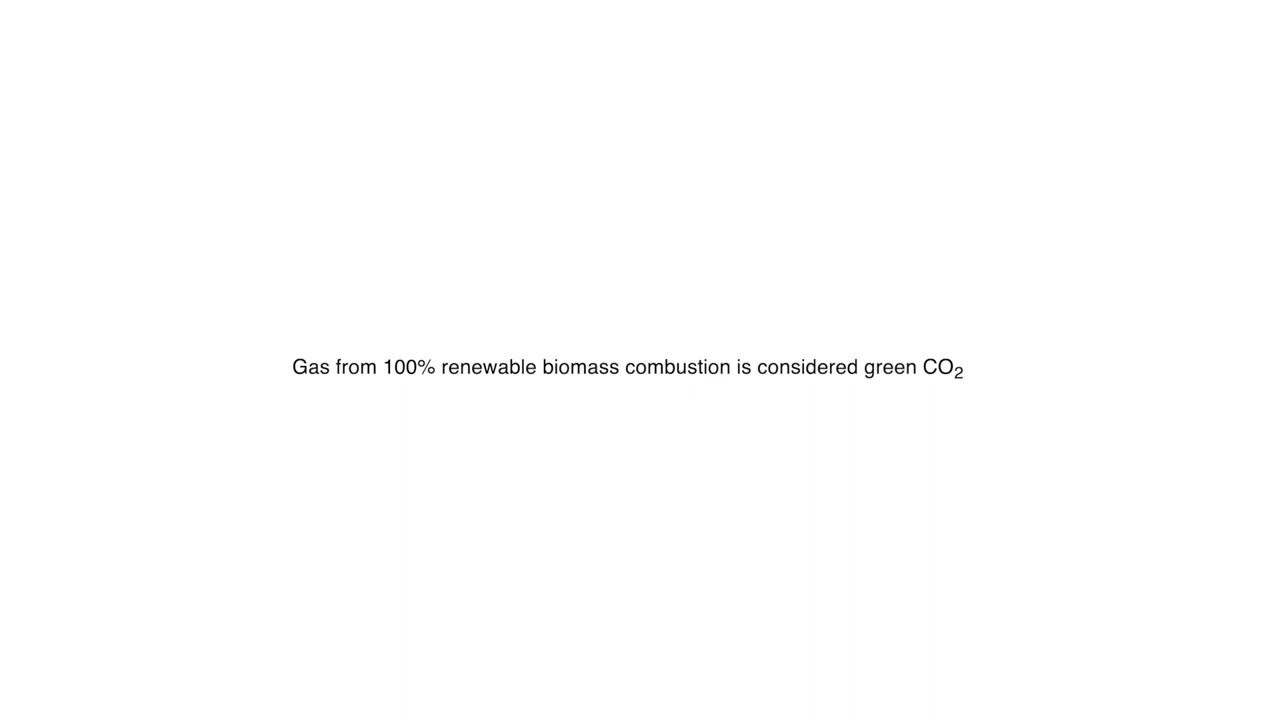 Gas from 100% renewable biomass combustion is considered green CO₂